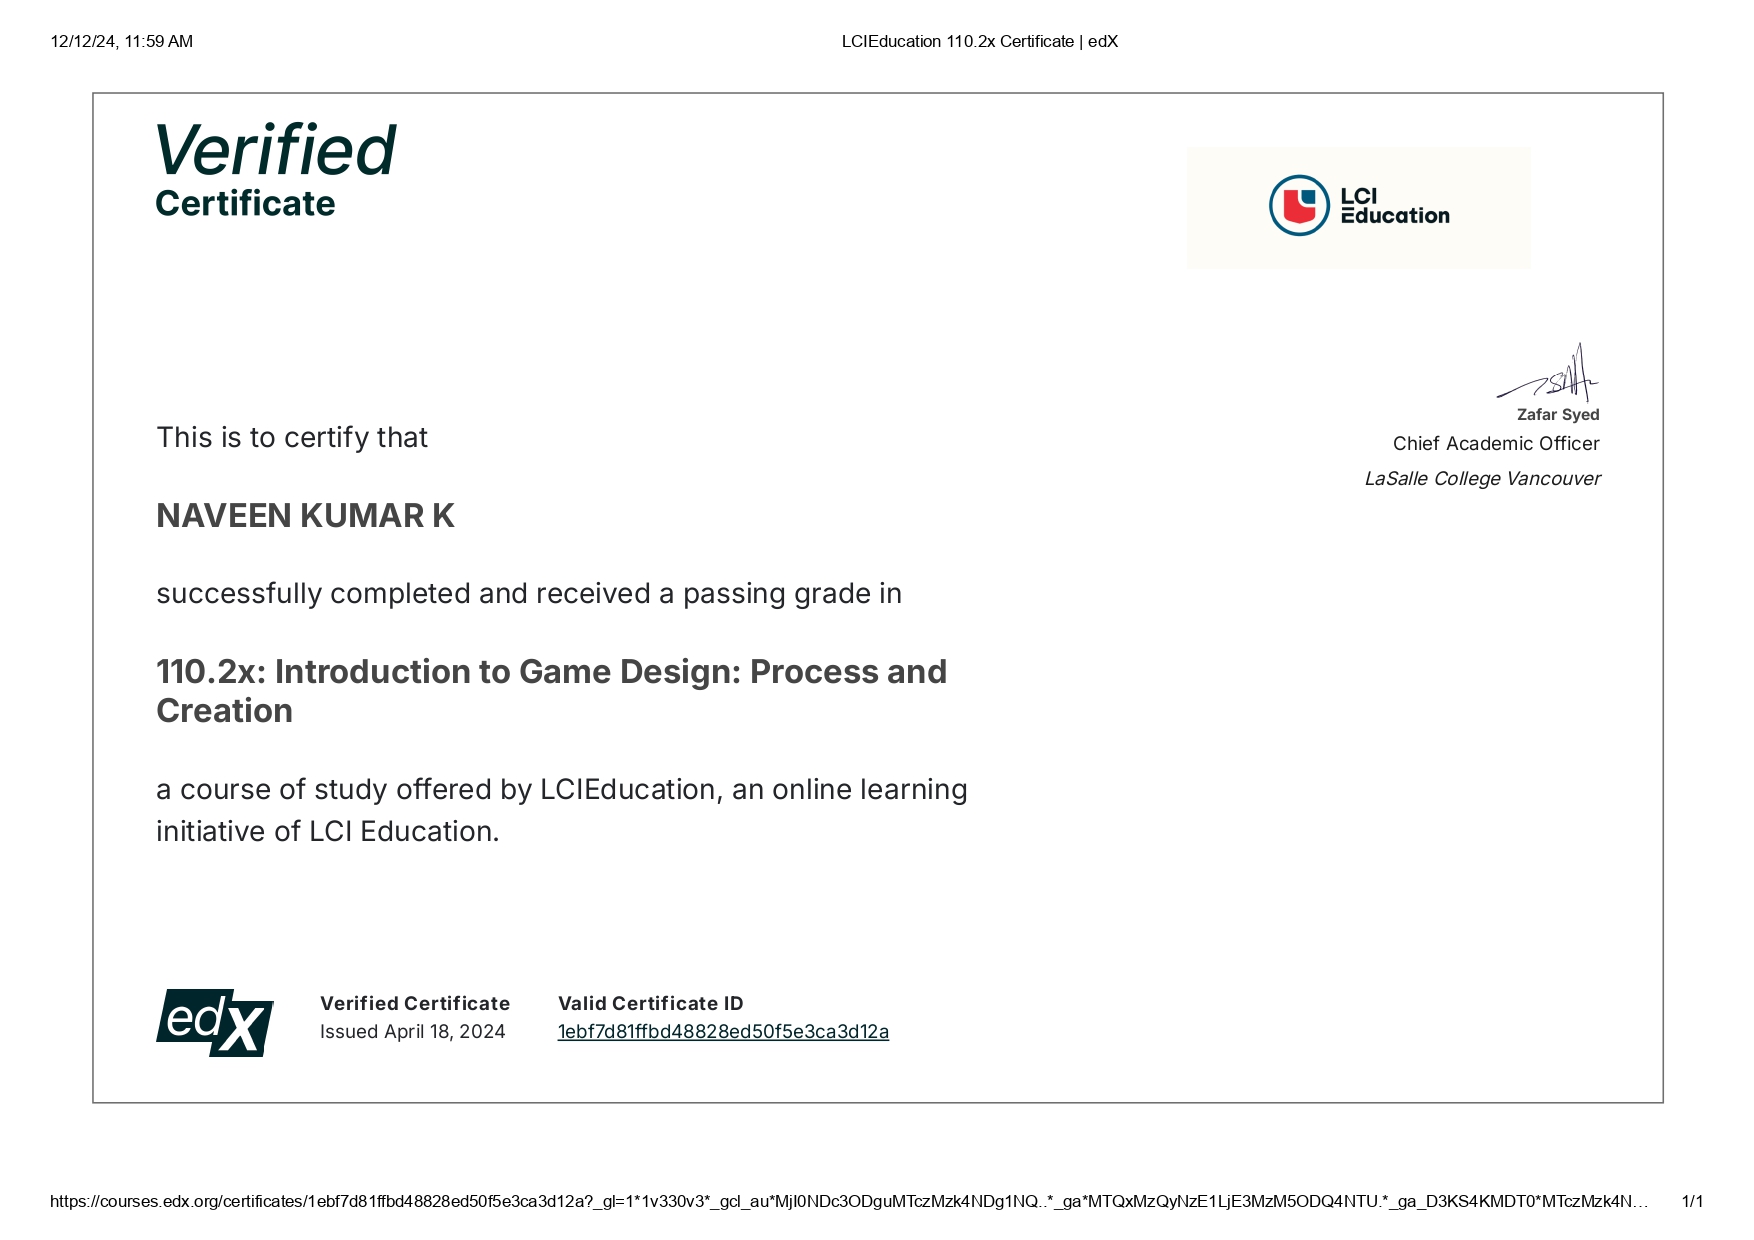 12/12/24, 11:59 AM
LCIEducation 110.2x Certificate | edX
Verified
Certificate
LCI
Education
Zafar Syed
Chief Academic Officer
LaSalle College Vancouver
This is to certify that
NAVEEN KUMAR K
successfully completed and received a passing grade in
110.2x: Introduction to Game Design: Process and
Creation
a course of study offered by LCIEducation, an online learning
initiative of LCI Education.
edX
Verified Certificate
Issued April 18, 2024
Valid Certificate ID
1ebf7d81ffbd48828ed50f5e3ca3d12a
https://courses.edx.org/certificates/1ebf7d81ffbd48828ed50f5e3ca3d12a?_gl=1*1v330v3*_gcl_au*MjI0NDc3ODguMTczMzk4NDg1NQ..*_ga*MTQxMzQyNzE1LjE3MzM5ODQ4NTU.*_ga_D3KS4KMDT0*MTczMzk4N…
1/1